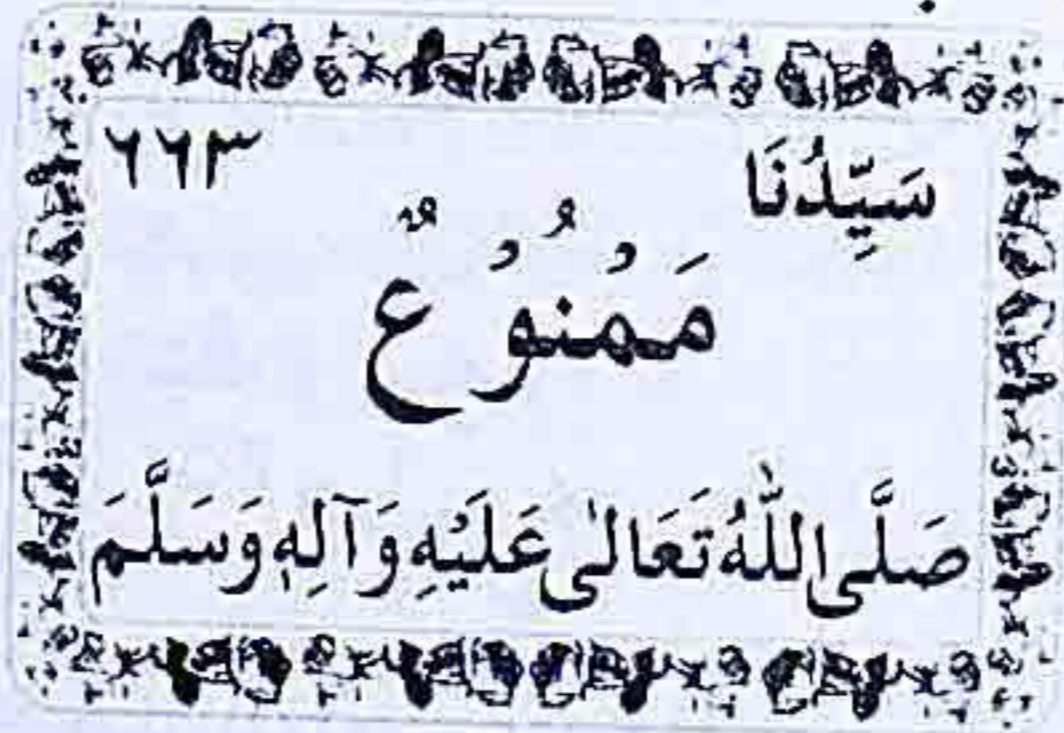 سَيِّدُنَا ٦٦٣
مَمْنُوْعٌ
صَلَّى اللّٰهُ تَعَالٰى عَلَيْهِ وَآلِهٖ وَسَلَّمَ